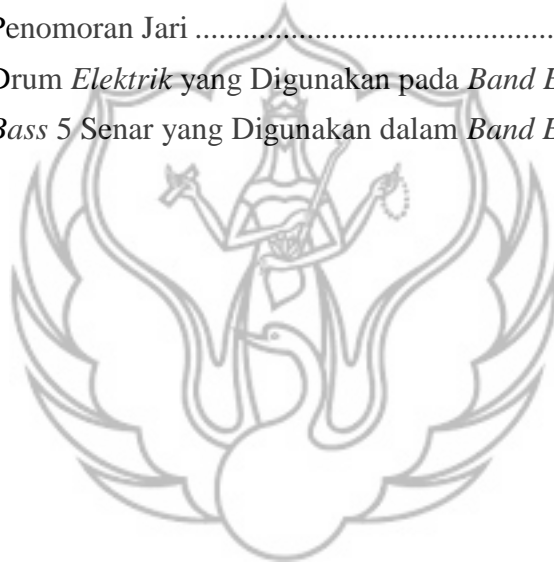 Penomoran Jari ................................................
Drum Elektrik yang Digunakan pada Band
Bass 5 Senar yang Digunakan dalam Band